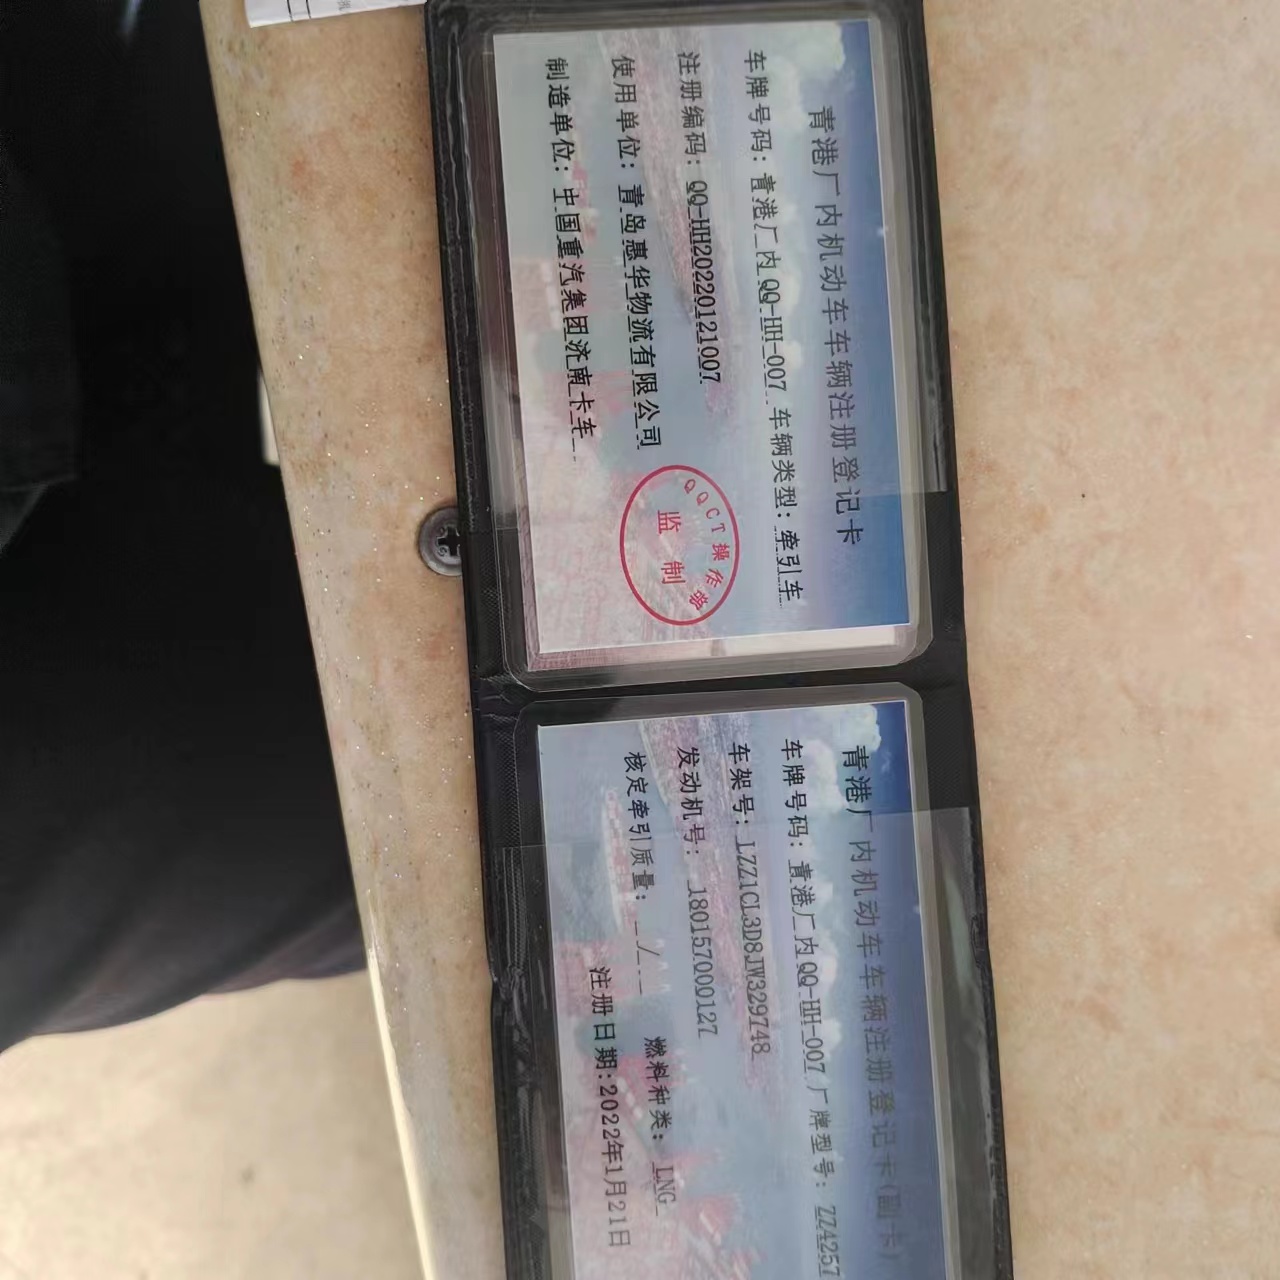 青港厂内机动车车辆注册登记卡
车牌号码：青港厂内QQ-HH-007 车辆类型：牵引车
注册编码：QQ-HH20220121007
使用单位：青岛惠华物流有限公司
制造单位：中国重汽集团济南卡车
QQCT操作部
监制
青港厂内机动车车辆注册登记卡(副卡)
车牌号码：青港厂内QQ-HH-007 厂牌型号：ZZ4257
车架号：LZZ1CL3D8JW329748
发动机号：180157000127
核定牵引质量：/ 燃料种类：LNG
注册日期：2022年1月21日